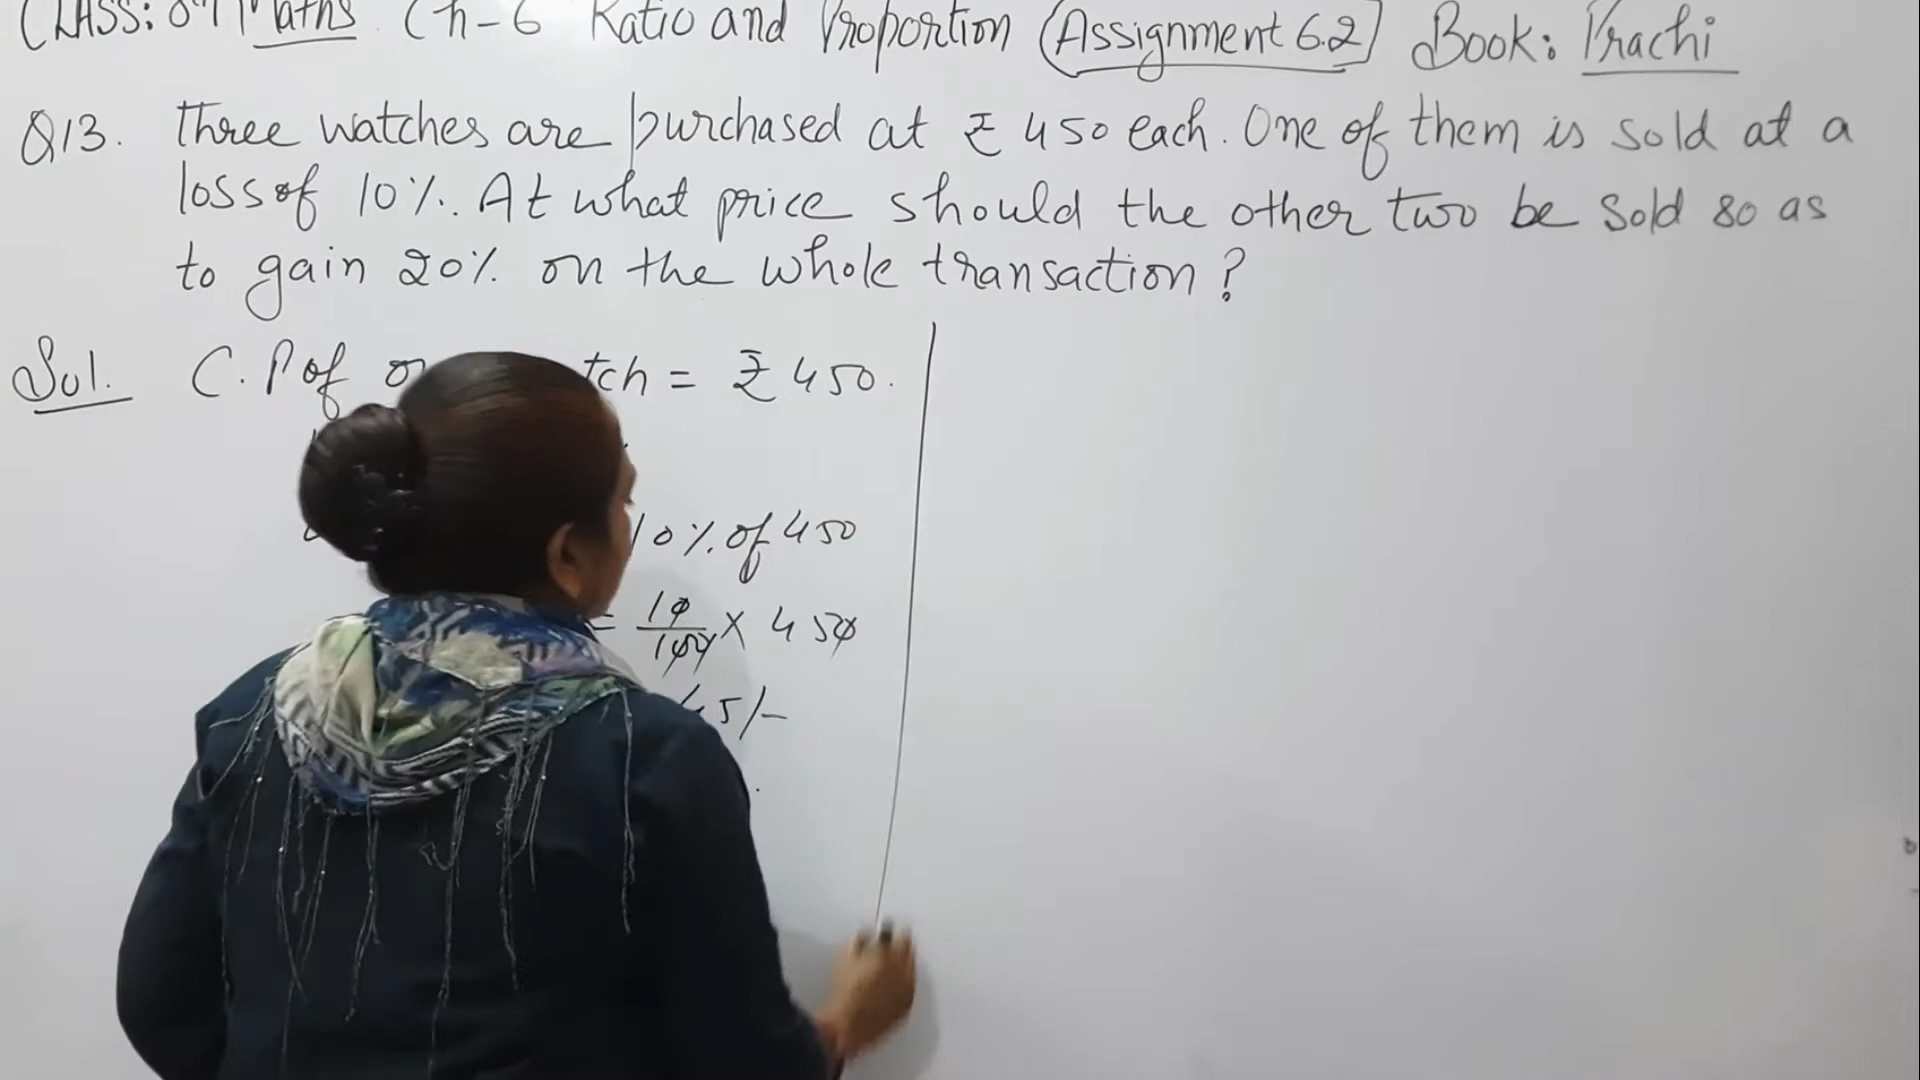 CLASS: 07 Maths Ch-6 Ratio and Proportion (Assignment 6.2) Book: Prachi
Q13. Three watches are purchased at ₹ 450 each. One of them is sold at a
loss of 10%. At what price should the other two be sold so as
to gain 20% on the whole transaction?
Sol. C.P of tch = ₹ 450.
10% of 450
= 10/100 × 450
45/-